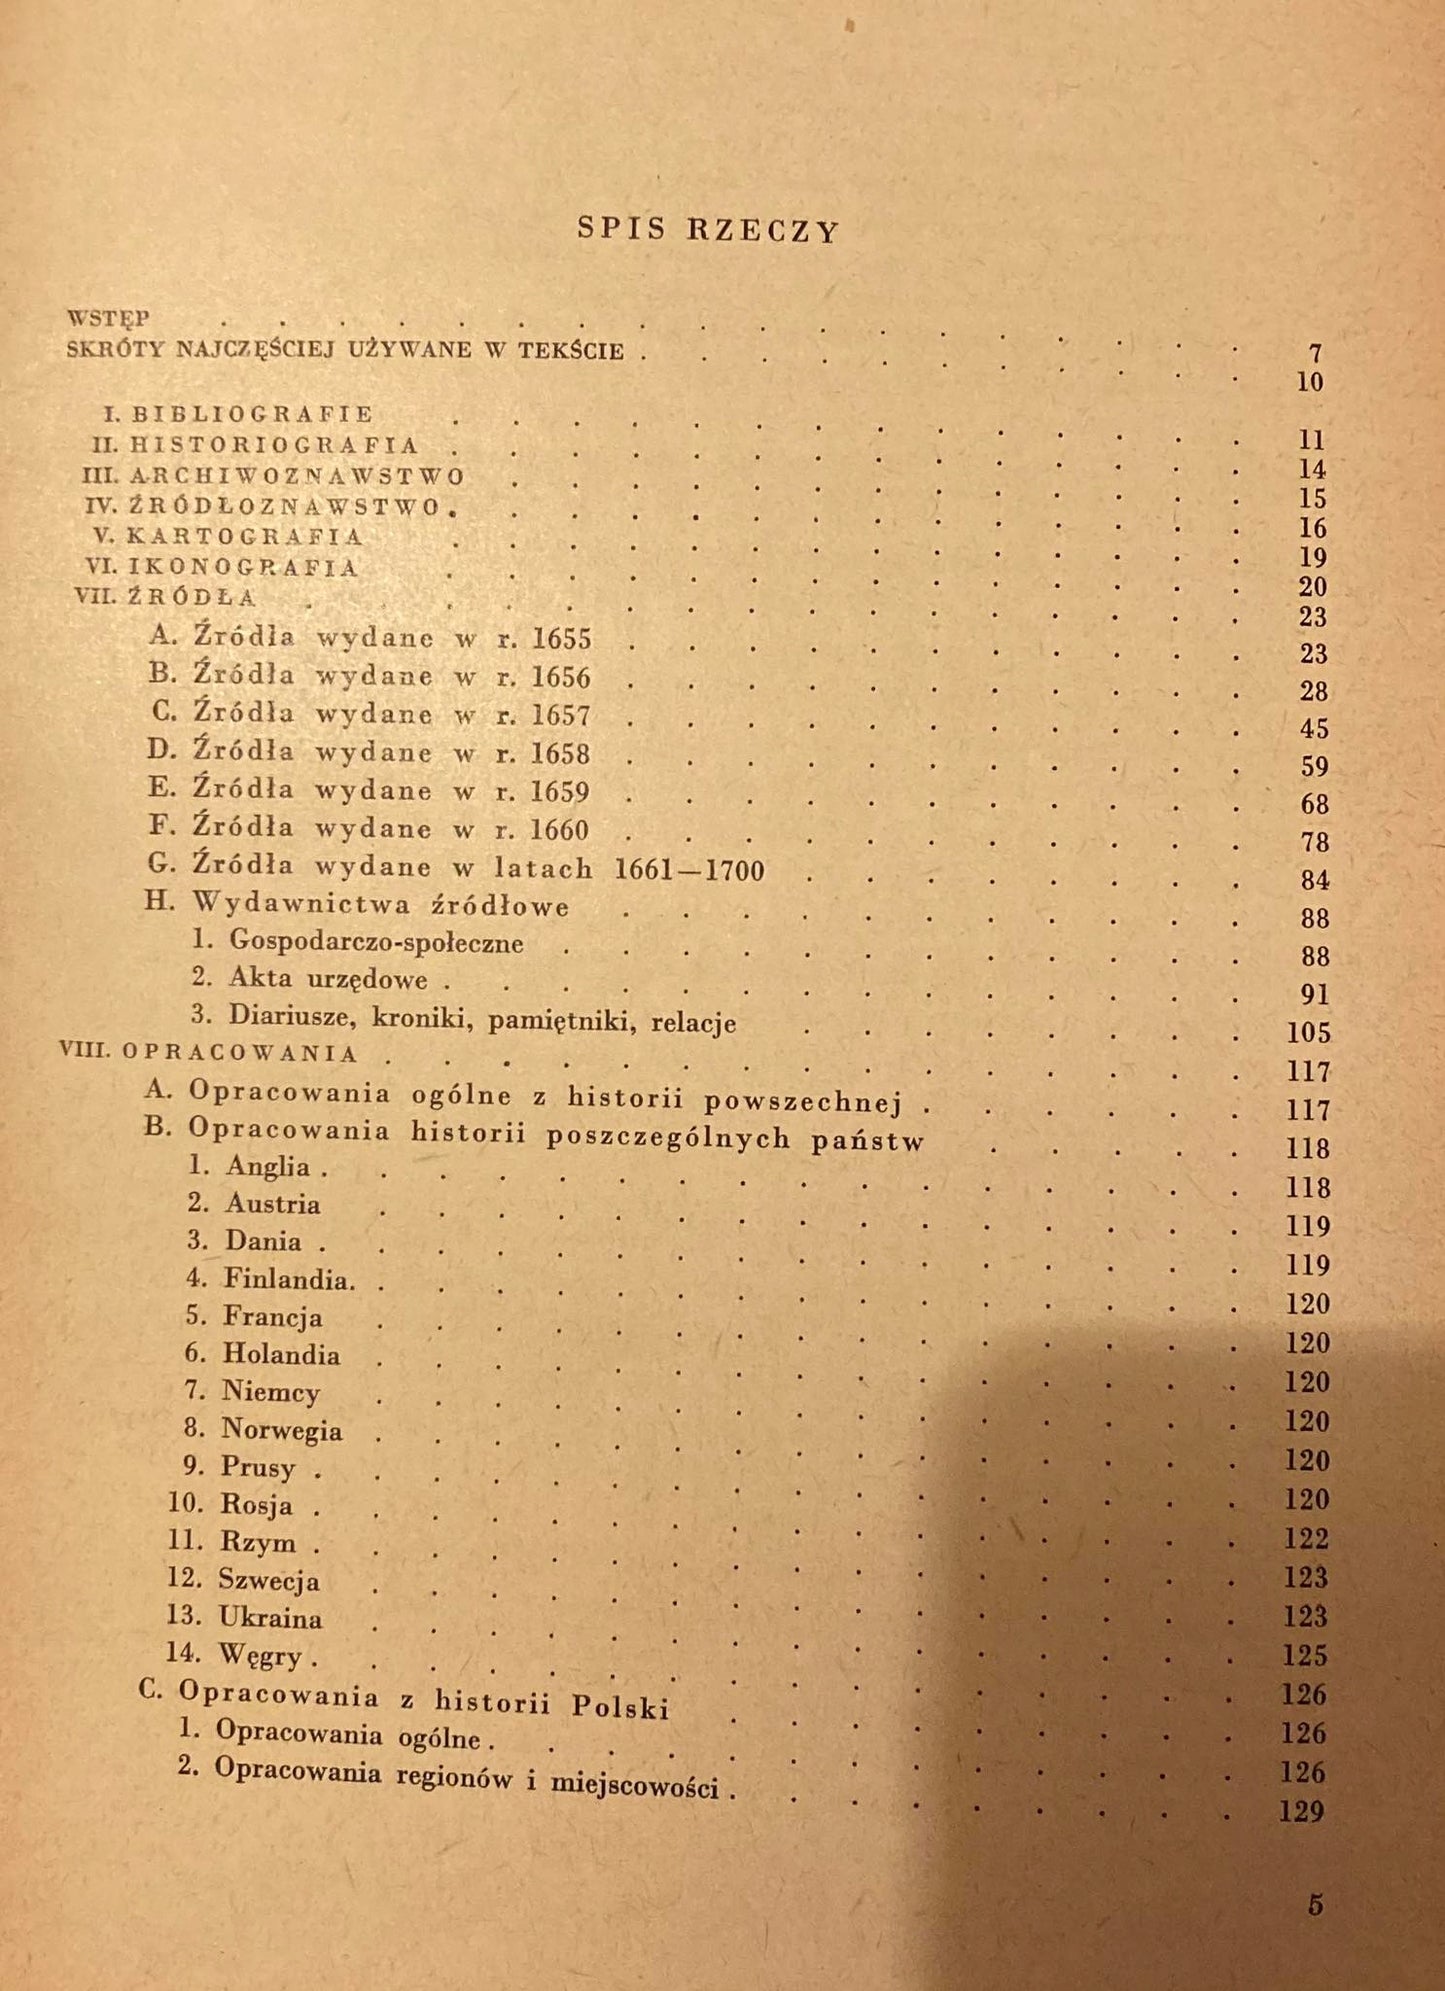 SPIS RZECZY
WSTĘP . . . . . . . . . . . . . . . . . . 7
SKRÓTY NAJCZĘŚCIEJ UŻYWANE W TEKŚCIE . . . . . . . . . . . 10
I. BIBLIOGRAFIE . . . . . . . . . . . . . . 11
II. HISTORIOGRAFIA . . . . . . . . . . . . . . 14
III. ARCHIWOZNAWSTWO . . . . . . . . . . . . . 15
IV. ŹRÓDŁOZNAWSTWO . . . . . . . . . . . . . . 16
V. KARTOGRAFIA . . . . . . . . . . . . . . 19
VI. IKONOGRAFIA . . . . . . . . . . . . . . 20
VII. ŹRÓDŁA . . . . . . . . . . . . . . . . 23
A. Źródła wydane w r. 1655 . . . . . . . . . . . 23
B. Źródła wydane w r. 1656 . . . . . . . . . . . 28
C. Źródła wydane w r. 1657 . . . . . . . . . . . 45
D. Źródła wydane w r. 1658 . . . . . . . . . . . 59
E. Źródła wydane w r. 1659 . . . . . . . . . . . 68
F. Źródła wydane w r. 1660 . . . . . . . . . . . 78
G. Źródła wydane w latach 1661—1700 . . . . . . . . 84
H. Wydawnictwa źródłowe . . . . . . . . . . . 88
1. Gospodarczo-społeczne . . . . . . . . . . . . 88
2. Akta urzędowe . . . . . . . . . . . . . . 91
3. Diariusze, kroniki, pamiętniki, relacje . . . . . . . . 105
VIII. OPRACOWANIA . . . . . . . . . . . . . . . 117
A. Opracowania ogólne z historii powszechnej . . . . . . 117
B. Opracowania historii poszczególnych państw . . . . . 118
1. Anglia . . . . . . . . . . . . . . . . 118
2. Austria . . . . . . . . . . . . . . . 119
3. Dania . . . . . . . . . . . . . . . . 119
4. Finlandia. . . . . . . . . . . . . . . . 120
5. Francja . . . . . . . . . . . . . . . 120
6. Holandia . . . . . . . . . . . . . . . 120
7. Niemcy . . . . . . . . . . . . . . . 120
8. Norwegia . . . . . . . . . . . . . . . 120
9. Prusy . . . . . . . . . . . . . . . . 120
10. Rosja . . . . . . . . . . . . . . . . 122
11. Rzym . . . . . . . . . . . . . . . . 123
12. Szwecja . . . . . . . . . . . . . . . 123
13. Ukraina . . . . . . . . . . . . . . . 125
14. Węgry . . . . . . . . . . . . . . . . 126
C. Opracowania z historii Polski . . . . . . . . . 126
1. Opracowania ogólne . . . . . . . . . . . . . 126
2. Opracowania regionów i miejscowości . . . . . . . . . 129
5